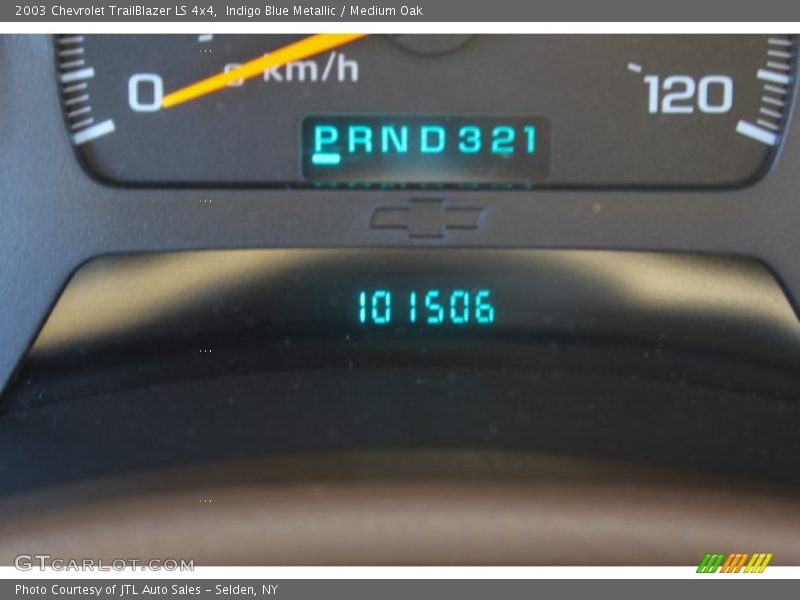 2003 Chevrolet TrailBlazer LS 4x4,  Indigo Blue Metallic / Medium Oak
0
km/h
120
PRND321
101506
GTCARLOT.COM
Photo Courtesy of JTL Auto Sales - Selden, NY